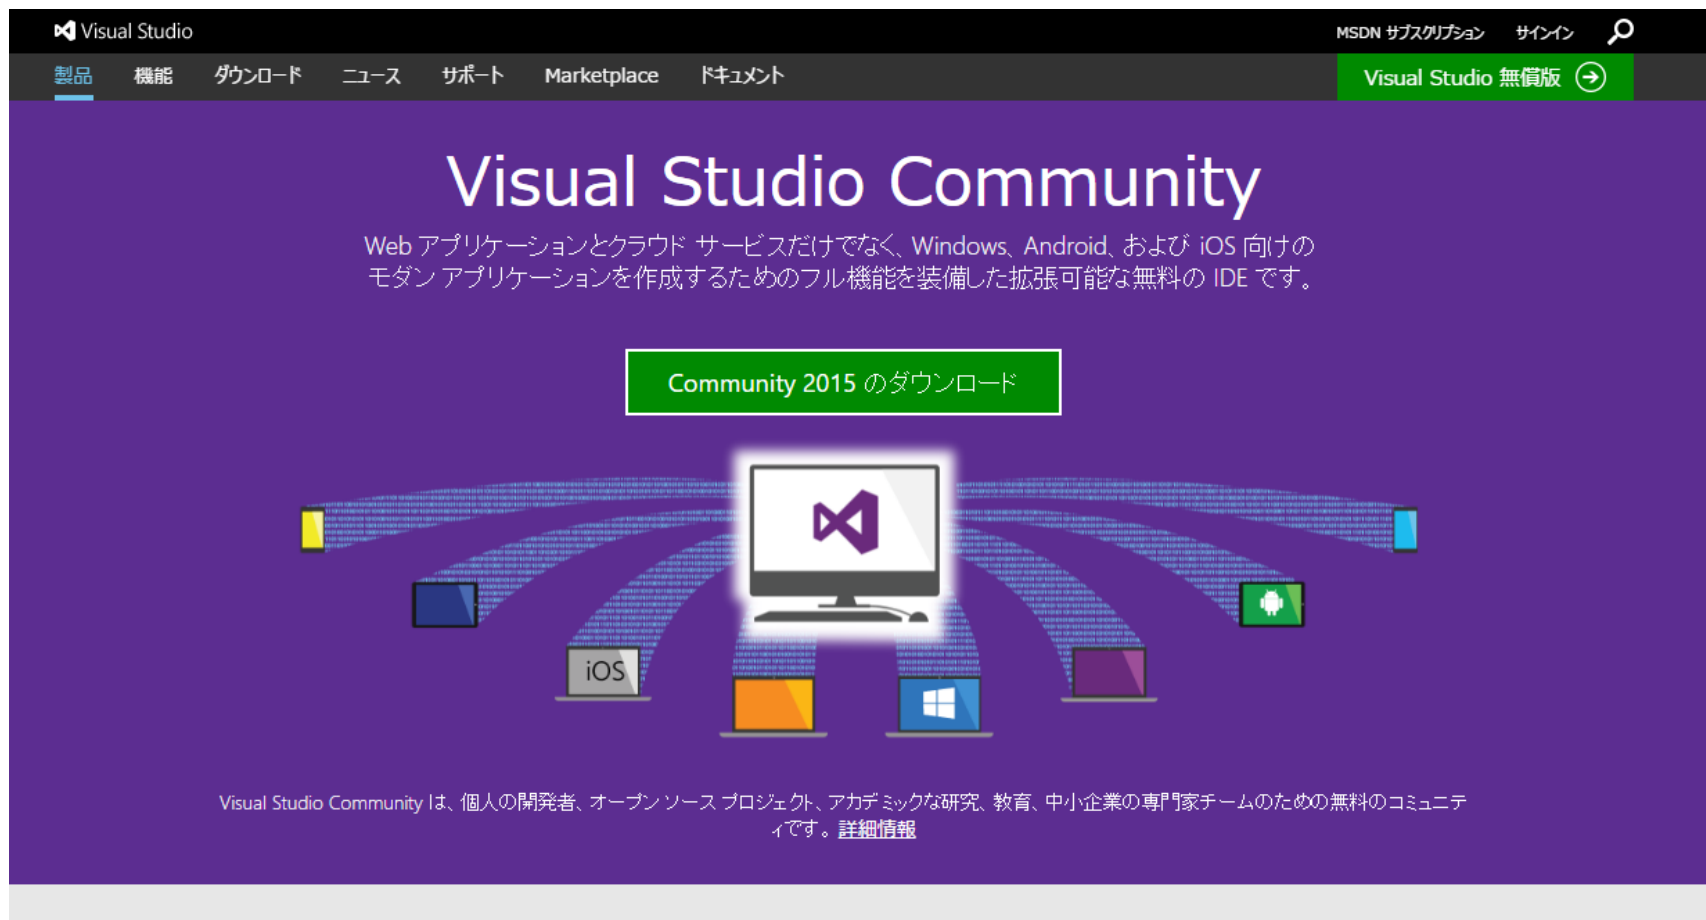 Visual Studio
MSDN サブスクリプション サインイン
製品 機能 ダウンロード ニュース サポート Marketplace ドキュメント
Visual Studio 無償版
Visual Studio Community
Web アプリケーションとクラウド サービスだけでなく、Windows、Android、および iOS 向けの
モダン アプリケーションを作成するためのフル機能を装備した拡張可能な無料の IDE です。
Community 2015 のダウンロード
iOS
Visual Studio Community は、個人の開発者、オープン ソース プロジェクト、アカデミックな研究、教育、中小企業の専門家チームのための無料のコミュニテ
ィです。詳細情報